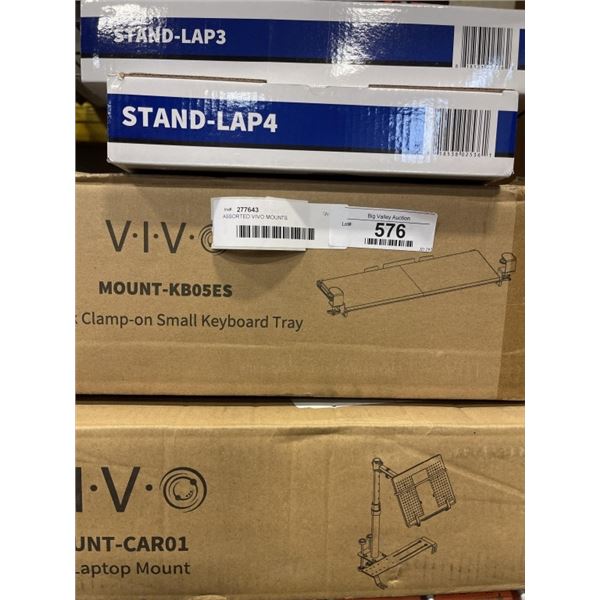 STAND-LAP3
STAND-LAP4
Inv# 277643
ASSORTED VIVO MOUNTS
Big Valley Auction
Lot# 576
V·I·V
MOUNT-KB05ES
Clamp-on Small Keyboard Tray
I·V·O
UNT-CAR01
Laptop Mount